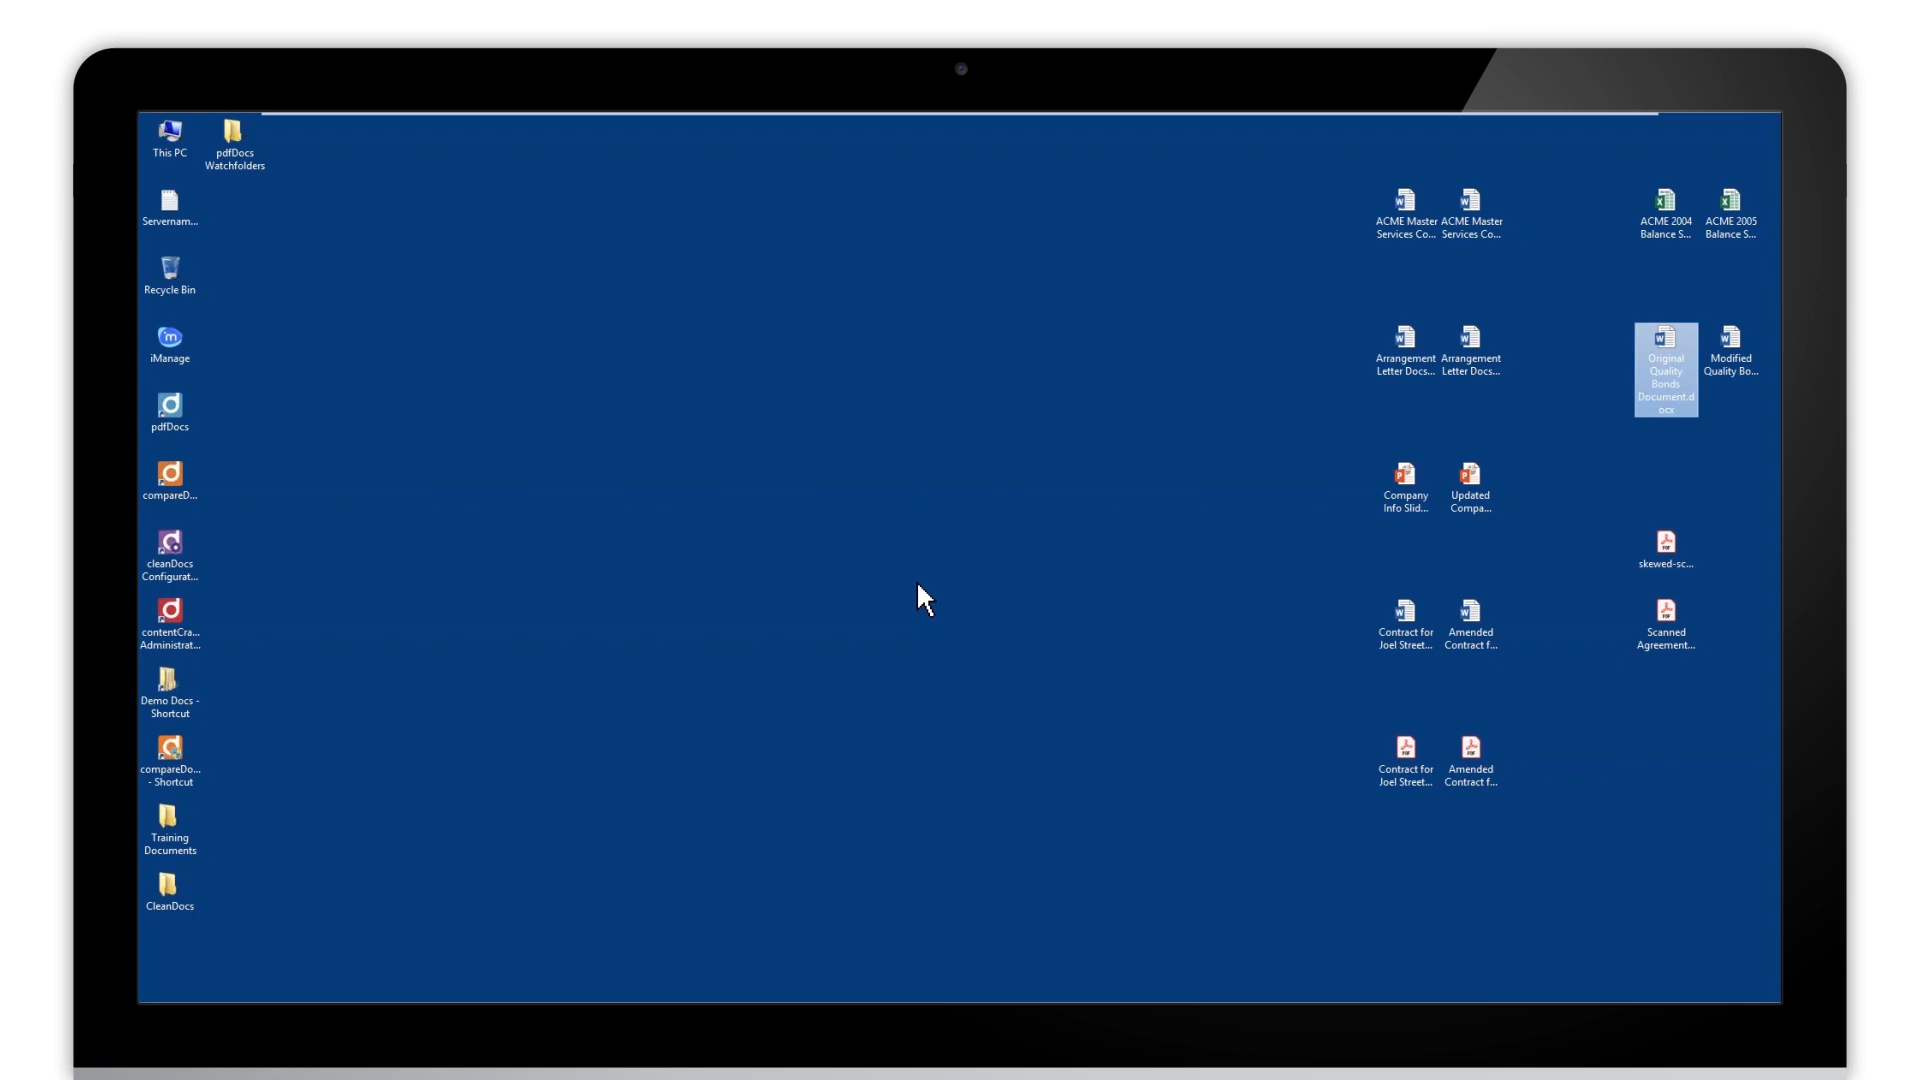 This PC
pdfDocs
Watchfolders
Servernam...
Recycle Bin
iManage
pdfDocs
compareD...
cleanDocs
Configurat...
contentCra...
Administrat...
Demo Docs -
Shortcut
compareDo...
- Shortcut
Training
Documents
CleanDocs
ACME Master
Services Co...
ACME Master
Services Co...
ACME 2004
Balance S...
ACME 2005
Balance S...
Arrangement
Letter Docs...
Arrangement
Letter Docs...
Original
Quality
Bonds
Document.d
ocx
Modified
Quality Bo...
Company
Info Slid...
Updated
Compa...
skewed-sc...
Contract for
Joel Street...
Amended
Contract f...
Scanned
Agreement...
Contract for
Joel Street...
Amended
Contract f...